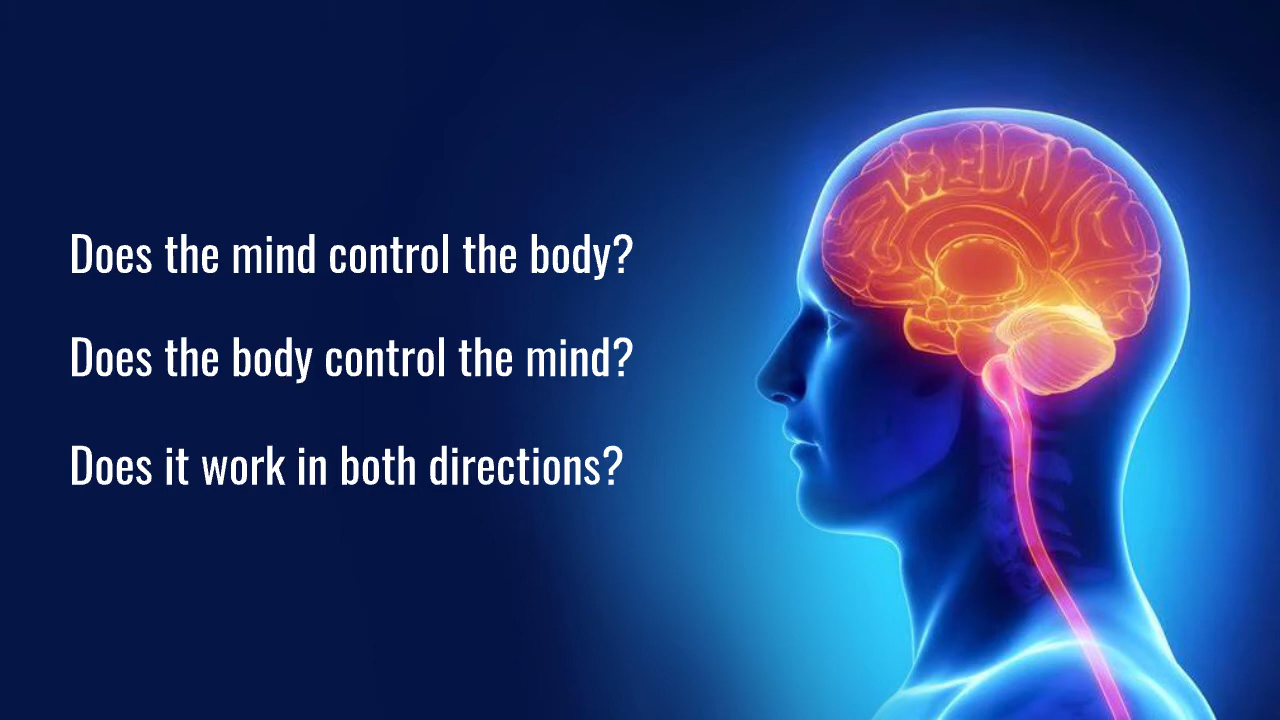 Does the mind control the body?
Does the body control the mind?
Does it work in both directions?